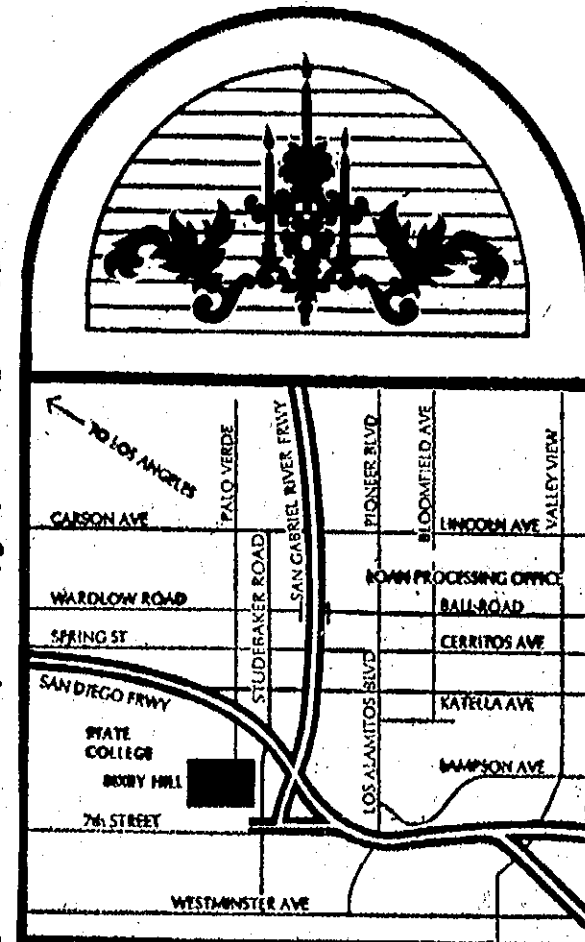 TO LOS ANGELES
PALO VERDE
SAN GABRIEL RIVER FRWY
PIONEER BLVD
BLOOMFIELD AVE
VALLEY VIEW
CARSON AVE
LINCOLN AVE
STUDEBAKER ROAD
LOAN PROCESSING OFFICE
WARDLOW ROAD
BALL ROAD
SPRING ST
CERRITOS AVE
SAN DIEGO FRWY
LOS ALAMITOS BLVD
KATELLA AVE
STATE
COLLEGE
BIXBY HILL
SAMPSON AVE
7th STREET
WESTMINSTER AVE